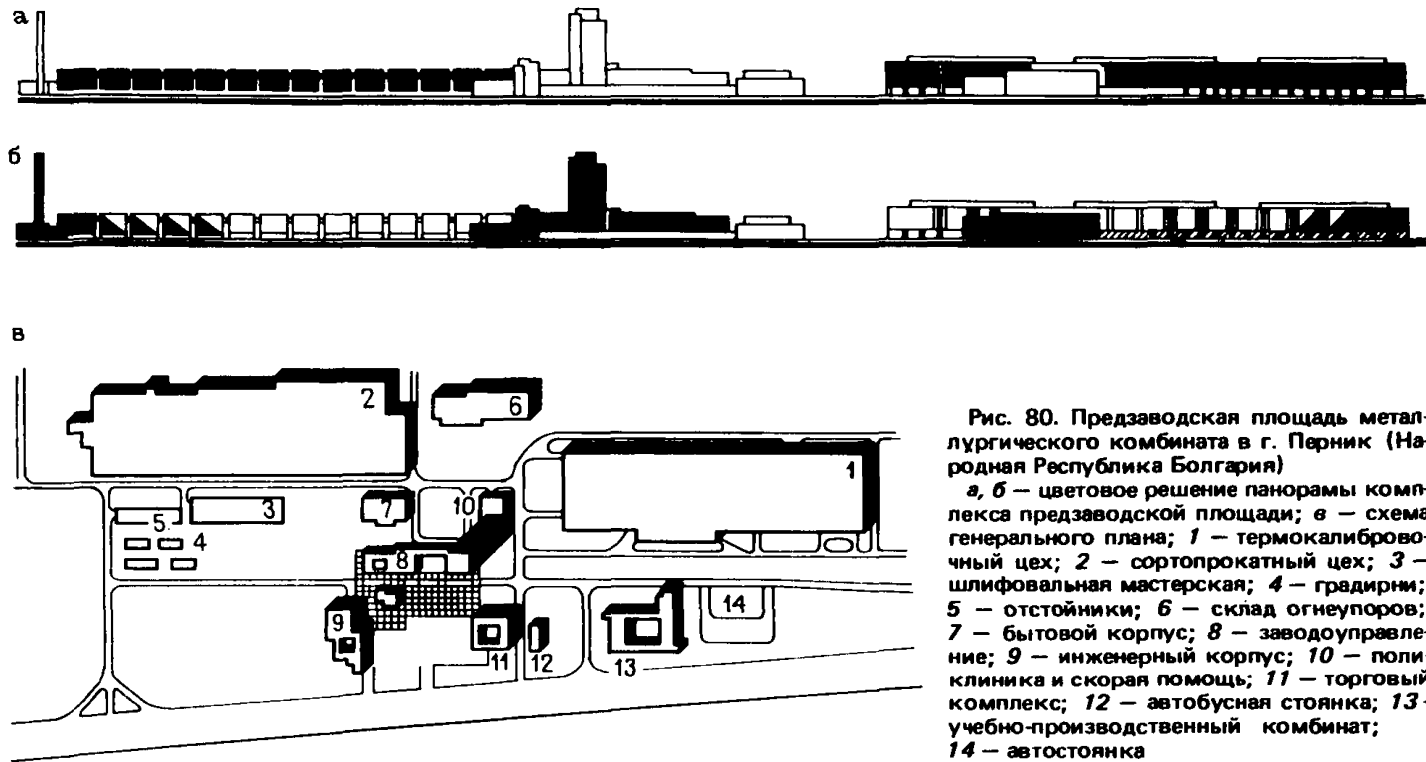 а
б
в
2
6
1
3
5
4
7
10
8
9
11
12
13
14
Рис. 80. Предзаводская площадь метал-
лургического комбината в г. Перник (На-
родная Республика Болгария)
а, б — цветовое решение панорамы комп-
лекса предзаводской площади; в — схема
генерального плана; 1 — термокалиброво-
чный цех; 2 — сортопрокатный цех; 3 —
шлифовальная мастерская; 4 — градирни;
5 — отстойники; 6 — склад огнеупоров;
7 — бытовой корпус; 8 — заводоуправле-
ние; 9 — инженерный корпус; 10 — поли-
клиника и скорая помощь; 11 — торговый
комплекс; 12 — автобусная стоянка; 13 —
учебно-производственный комбинат;
14 — автостоянка